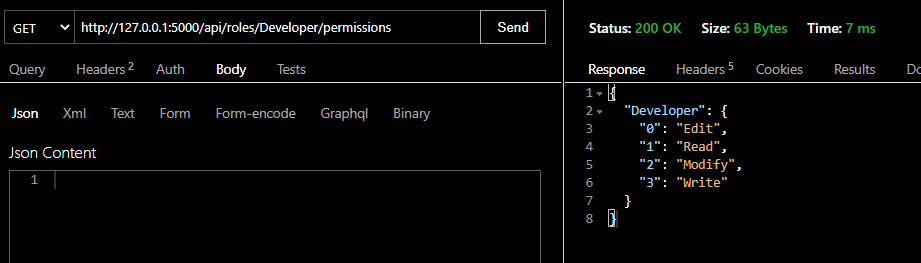 GET http://127.0.0.1:5000/api/roles/Developer/permissions Send
Query Headers 2 Auth Body Tests
Json Xml Text Form Form-encode Graphql Binary
Json Content
1
Status: 200 OK Size: 63 Bytes Time: 7 ms
Response Headers 5 Cookies Results Do
1 {
2 "Developer": {
3 "0": "Edit",
4 "1": "Read",
5 "2": "Modify",
6 "3": "Write"
7 }
8 }